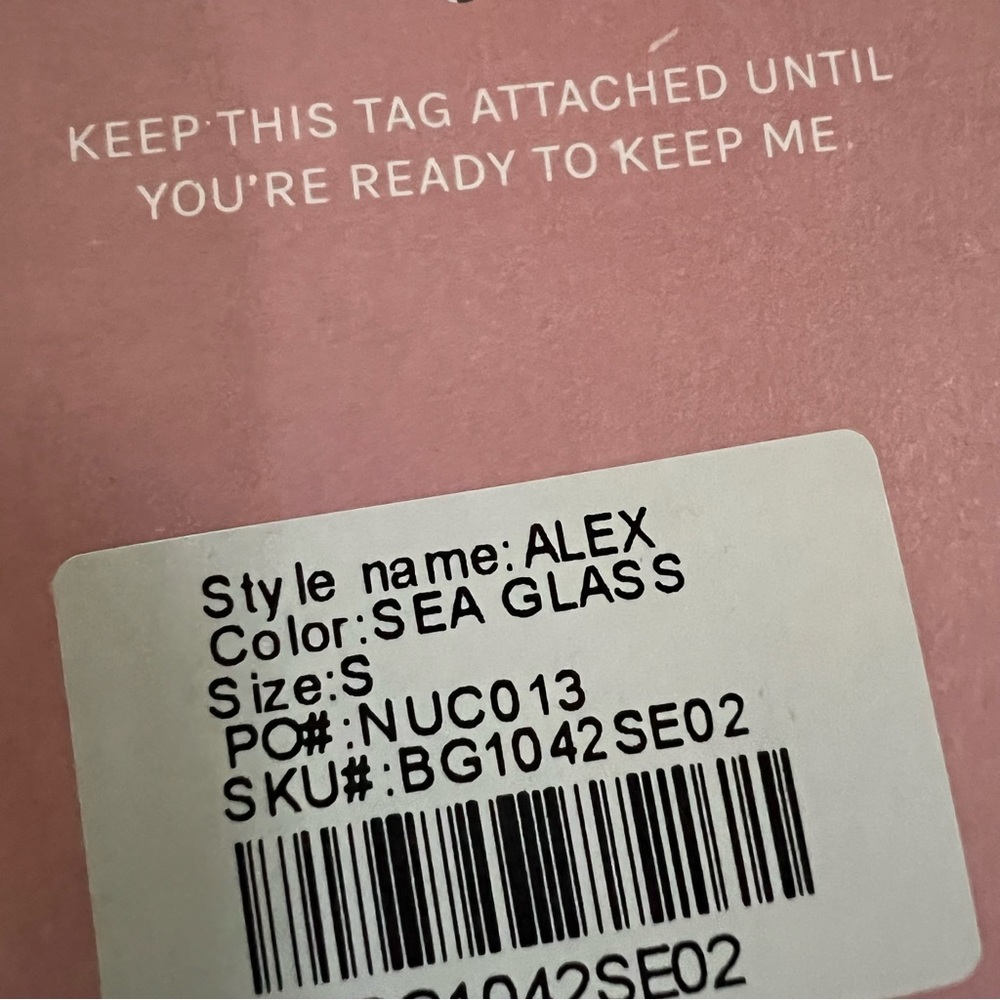 KEEP THIS TAG ATTACHED UNTIL
YOU'RE READY TO KEEP ME.
Style name:ALEX
Color:SEA GLASS
Size:S
PO#:NUC013
SKU#:BG1042SE02
BG1042SE02